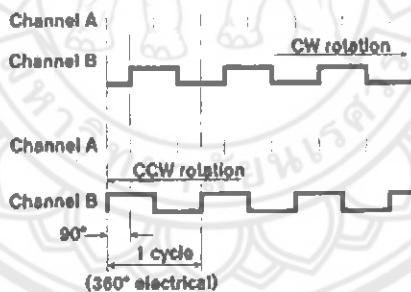 Channel A
CW rotation
Channel B
Channel A
CCW rotation
Channel B
90°
1 cycle
(360° electrical)